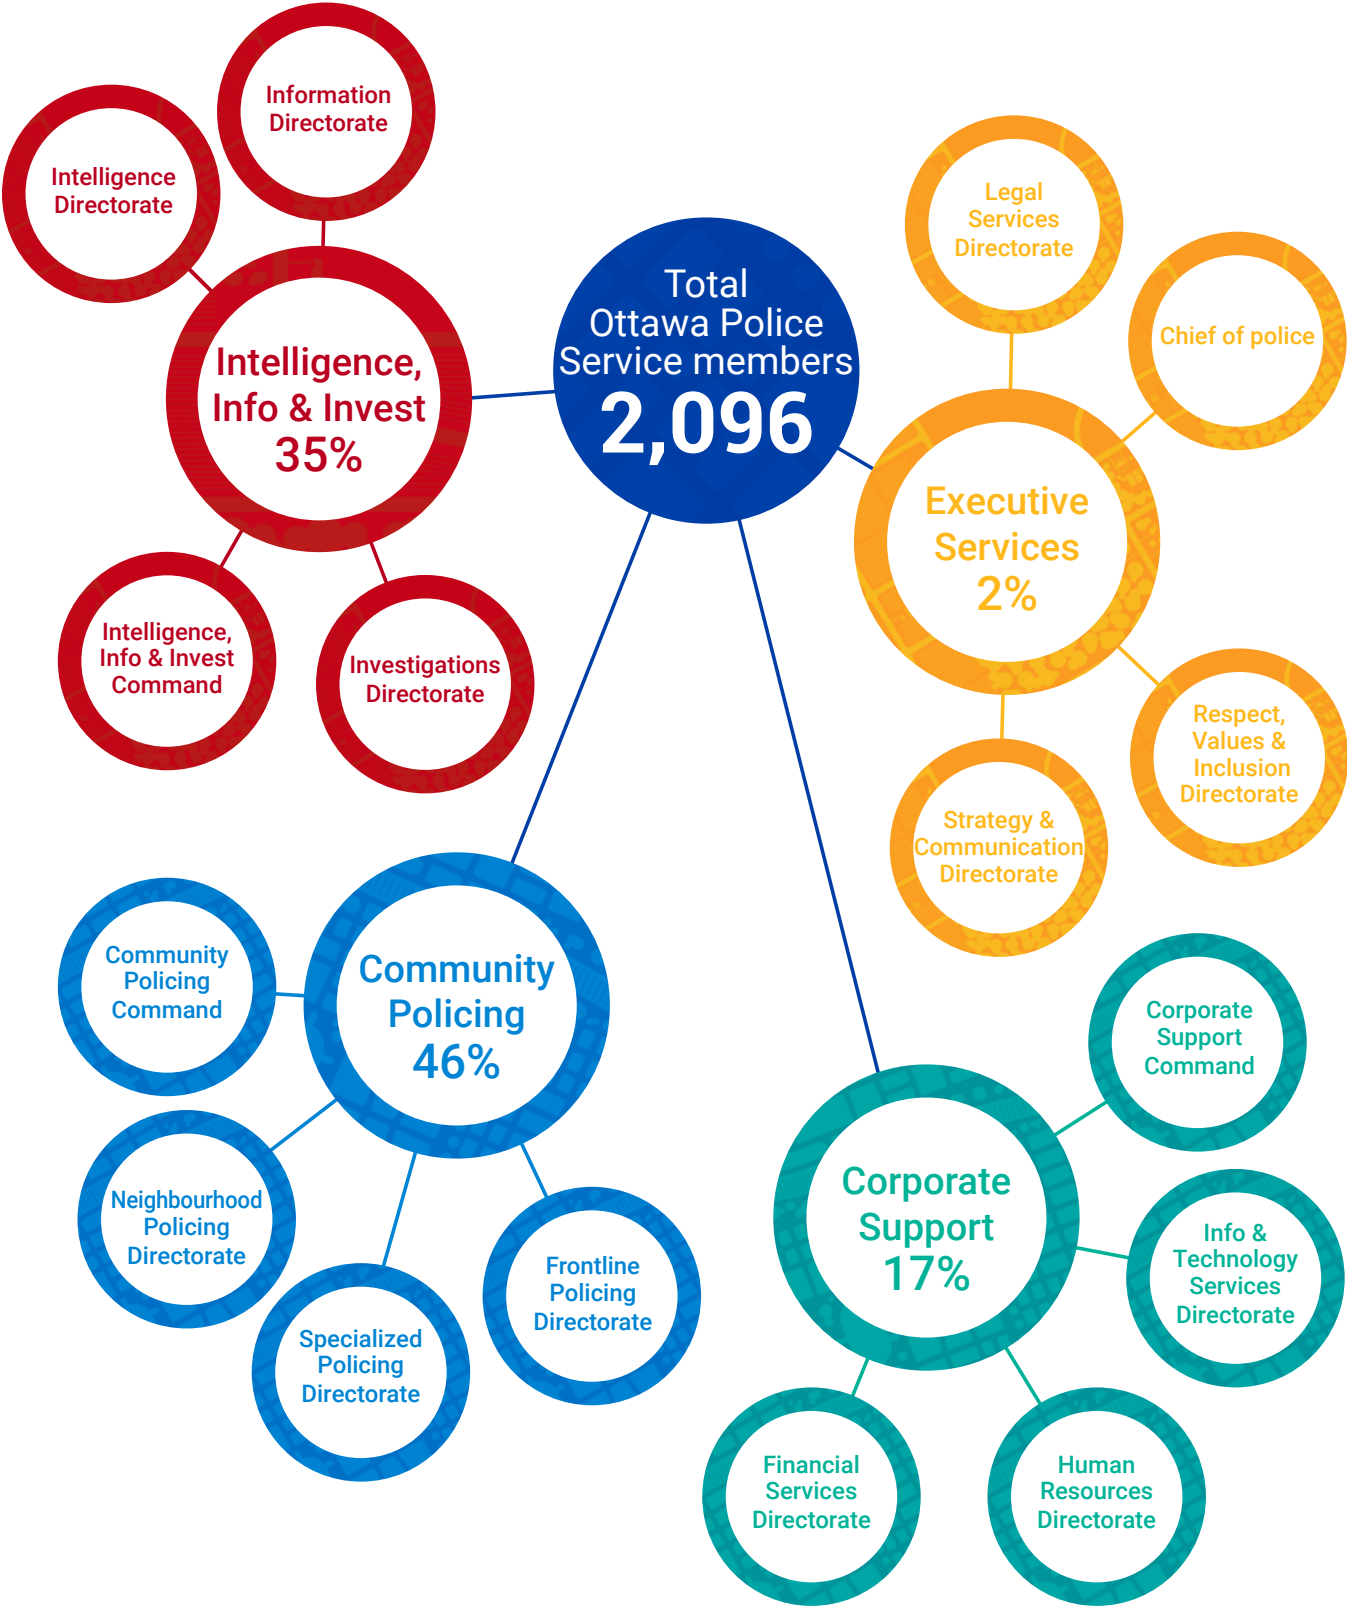 Information
Directorate
Intelligence
Directorate
Intelligence,
Info & Invest
35%
Intelligence,
Info & Invest
Command
Investigations
Directorate
Total
Ottawa Police
Service members
2,096
Legal
Services
Directorate
Chief of police
Executive
Services
2%
Respect,
Values &
Inclusion
Directorate
Strategy &
Communication
Directorate
Community
Policing
46%
Community
Policing
Command
Neighbourhood
Policing
Directorate
Specialized
Policing
Directorate
Frontline
Policing
Directorate
Corporate
Support
17%
Corporate
Support
Command
Info &
Technology
Services
Directorate
Financial
Services
Directorate
Human
Resources
Directorate